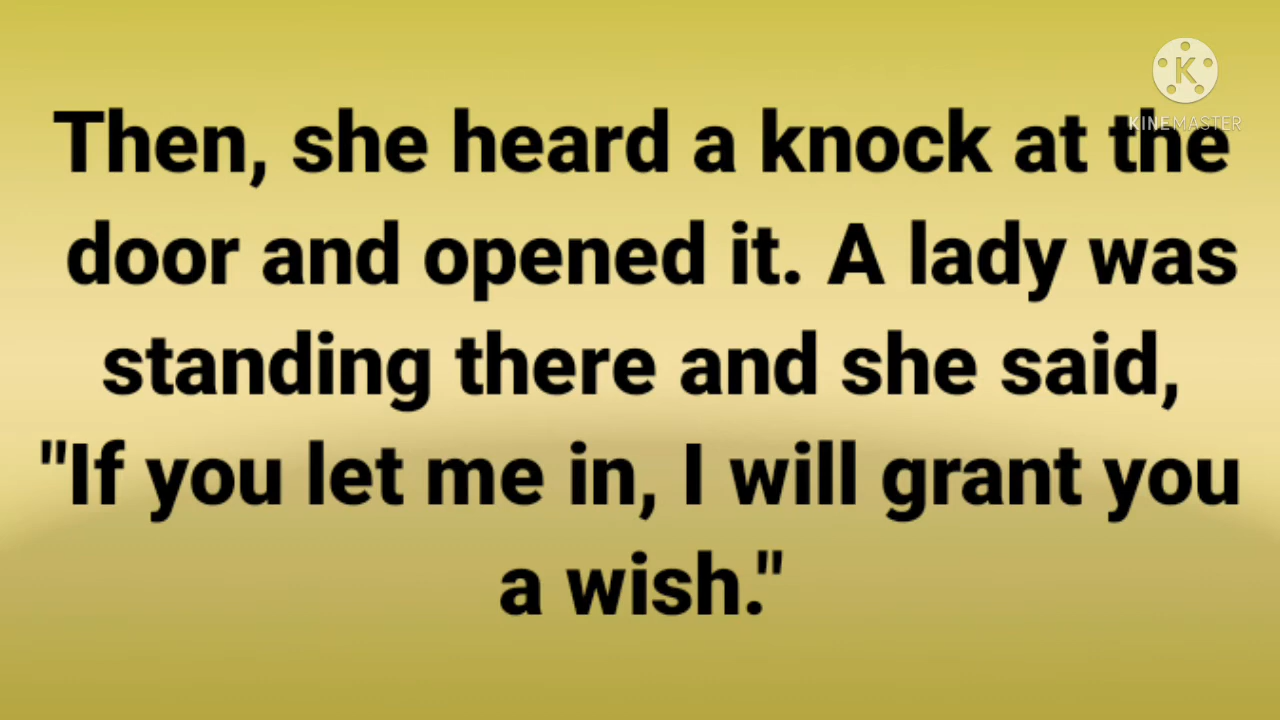 K
KINEMASTER
Then, she heard a knock at the
door and opened it. A lady was
standing there and she said,
"If you let me in, I will grant you
a wish."